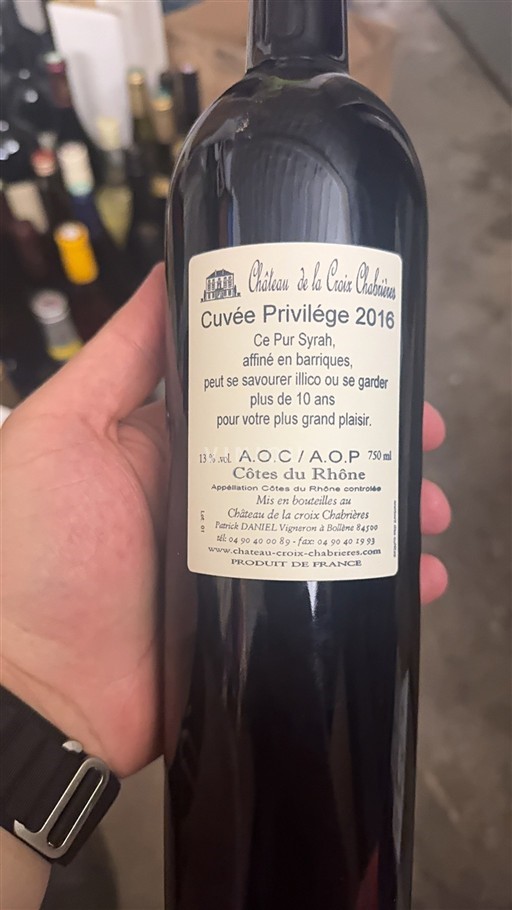 Château de la Croix Chabrières
Cuvée Privilége 2016
Ce Pur Syrah,
affiné en barriques,
peut se savourer illico ou se garder
plus de 10 ans
pour votre plus grand plaisir.
13 % .vol. A.O.C / A.O.P 750 ml
Côtes du Rhône
Appéllation Côtes du Rhône contrôlée
Mis en bouteilles au
Château de la croix Chabrières
Patrick DANIEL Vigneron à Bollène 84500
tél: 04 90 40 00 89 - fax: 04 90 40 19 93
www.chateau-croix-chabrieres.com
PRODUIT DE FRANCE